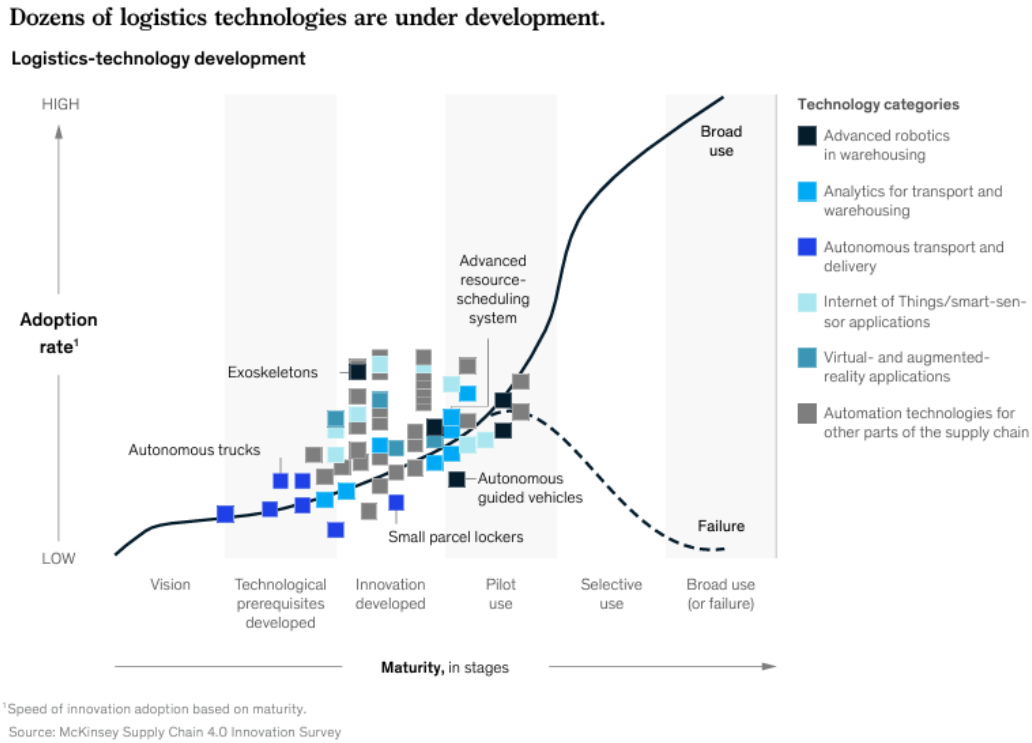 Dozens of logistics technologies are under development.
Logistics-technology development
HIGH
Adoption
rate¹
LOW
Broad
use
Advanced
resource-
scheduling
system
Exoskeletons
Autonomous trucks
Autonomous
guided vehicles
Small parcel lockers
Failure
Vision
Technological
prerequisites
developed
Innovation
developed
Pilot
use
Selective
use
Broad use
(or failure)
Maturity, in stages
Technology categories
Advanced robotics
in warehousing
Analytics for transport and
warehousing
Autonomous transport and
delivery
Internet of Things/smart-sen-
sor applications
Virtual- and augmented-
reality applications
Automation technologies for
other parts of the supply chain
¹Speed of innovation adoption based on maturity.
Source: McKinsey Supply Chain 4.0 Innovation Survey